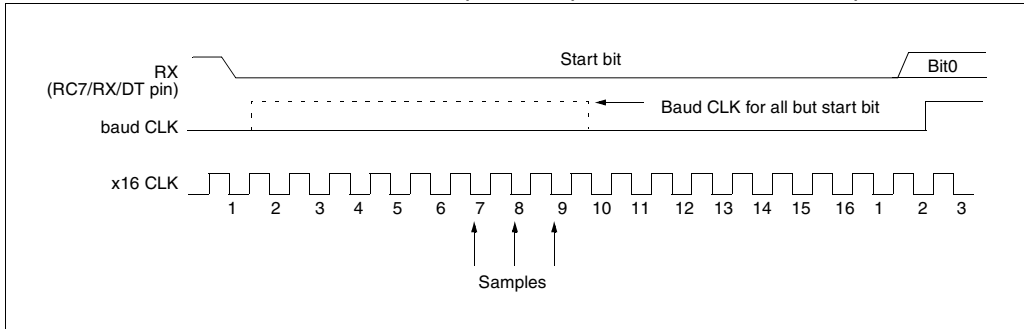 Start bit
Bit0
RX
(RC7/RX/DT pin)
Baud CLK for all but start bit
baud CLK
x16 CLK
1 2 3 4 5 6 7 8 9 10 11 12 13 14 15 16 1 2 3
Samples